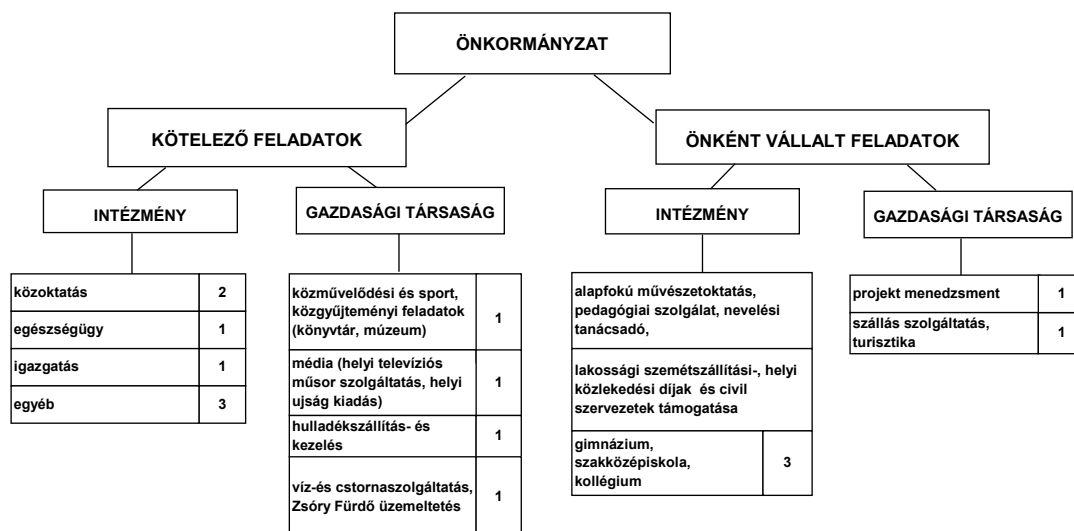 ÖNKORMÁNYZAT
KÖTELEZŐ FELADATOK
ÖNKÉNT VÁLLALT FELADATOK
INTÉZMÉNY
GAZDASÁGI TÁRSASÁG
INTÉZMÉNY
GAZDASÁGI TÁRSASÁG
közoktatás 2
egészségügy 1
igazgatás 1
egyéb 3
közművelődési és sport,
közgyűjteményi feladatok
(könyvtár, múzeum) 1
média (helyi televíziós
műsor szolgáltatás, helyi
ujság kiadás) 1
hulladékszállítás- és
kezelés 1
víz-és cstornaszolgáltatás,
Zsóry Fürdő üzemeltetés 1
alapfokú művészetoktatás,
pedagógiai szolgálat, nevelési
tanácsadó,
lakossági szemétszállítási-, helyi
közlekedési díjak és civil
szervezetek támogatása
gimnázium,
szakközépiskola,
kollégium 3
projekt menedzsment 1
szállás szolgáltatás,
turisztika 1